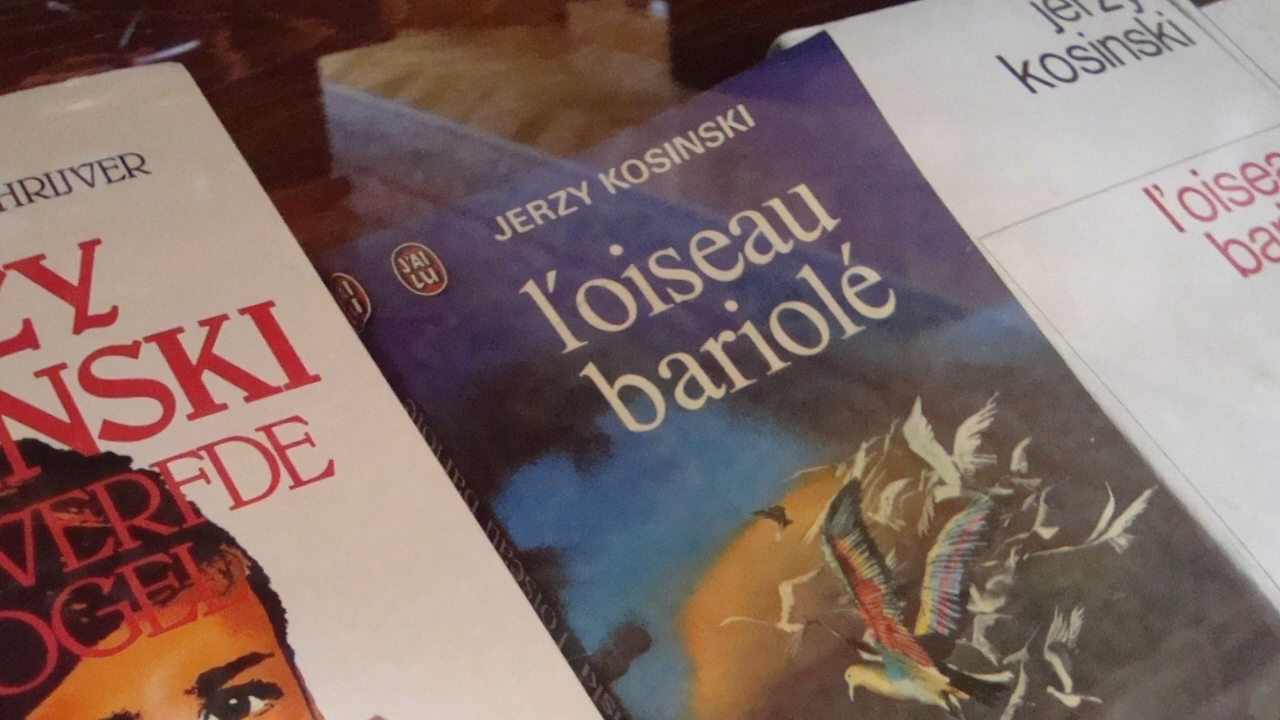 HRIJVER
ZY
NSKI
VERFDE
OGEL
J'AI
LU
JERZY KOSINSKI
l'oiseau
bariolé
jerzy
kosinski
l'oisea
bar